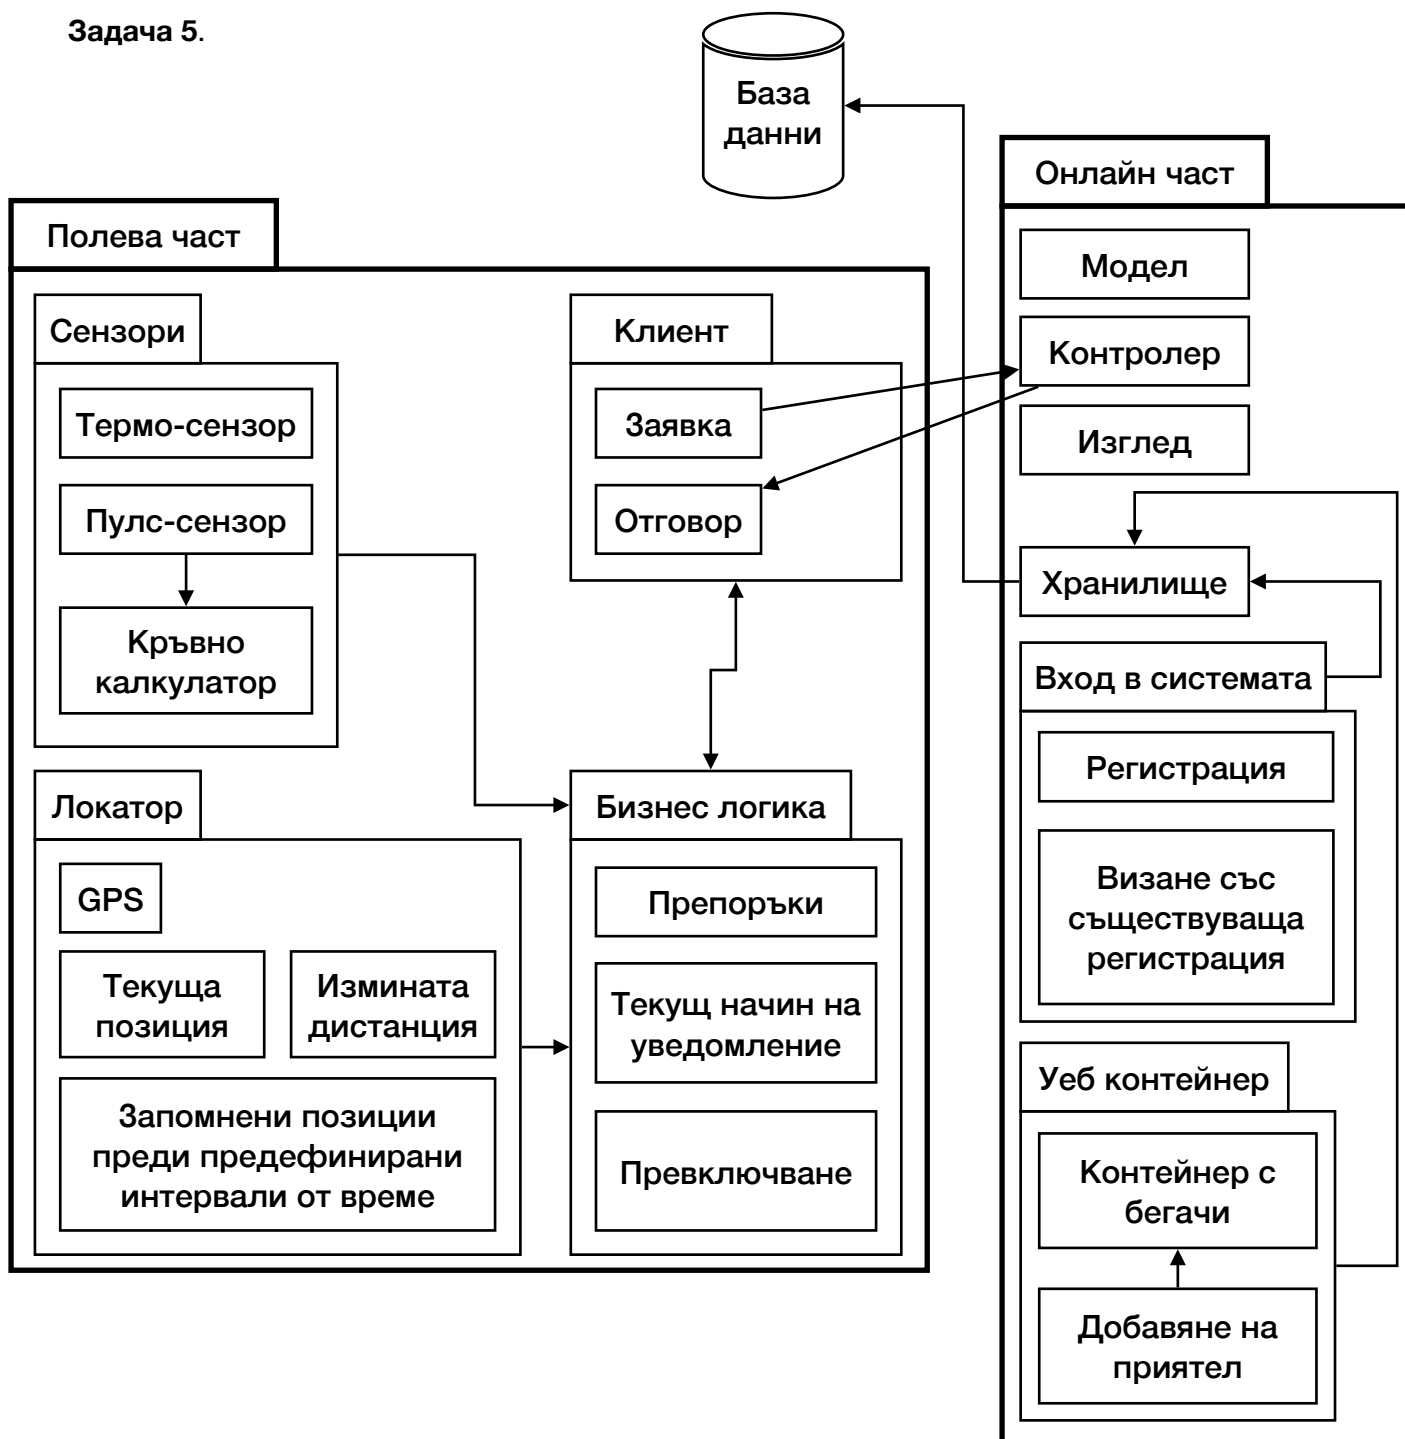 Задача 5.
База
данни
Онлайн част
Полева част
Модел
Сензори
Клиент
Контролер
Термо-сензор
Заявка
Изглед
Пулс-сензор
Отговор
Хранилище
Кръвно
калкулатор
Вход в системата
Регистрация
Локатор
Бизнес логика
Визане със
съществуваща
регистрация
GPS
Препоръки
Текуща
позиция
Измината
дистанция
Текущ начин на
уведомление
Уеб контейнер
Запомнени позиции
преди предефинирани
интервали от време
Превключване
Контейнер с
бегачи
Добавяне на
приятел